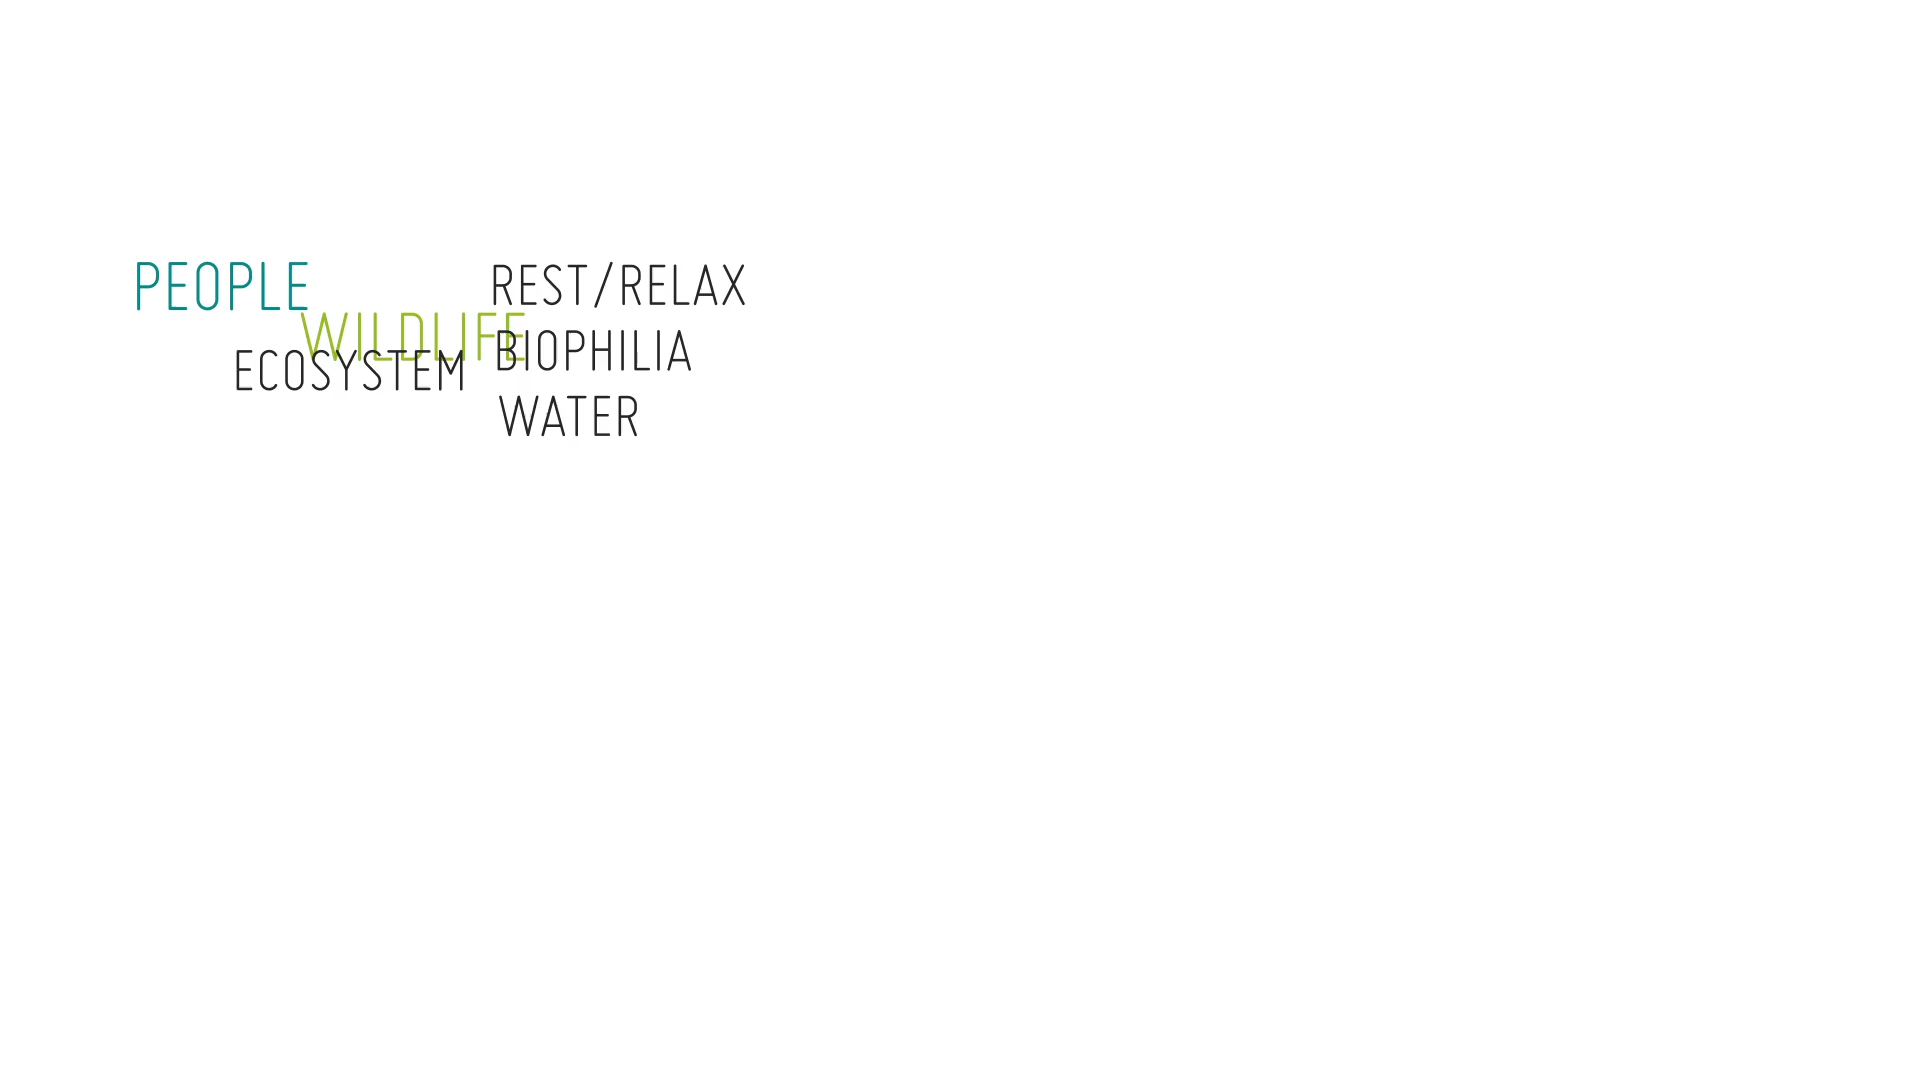 PEOPLE
WILDLIFE
ECOSYSTEM
REST/RELAX
BIOPHILIA
WATER